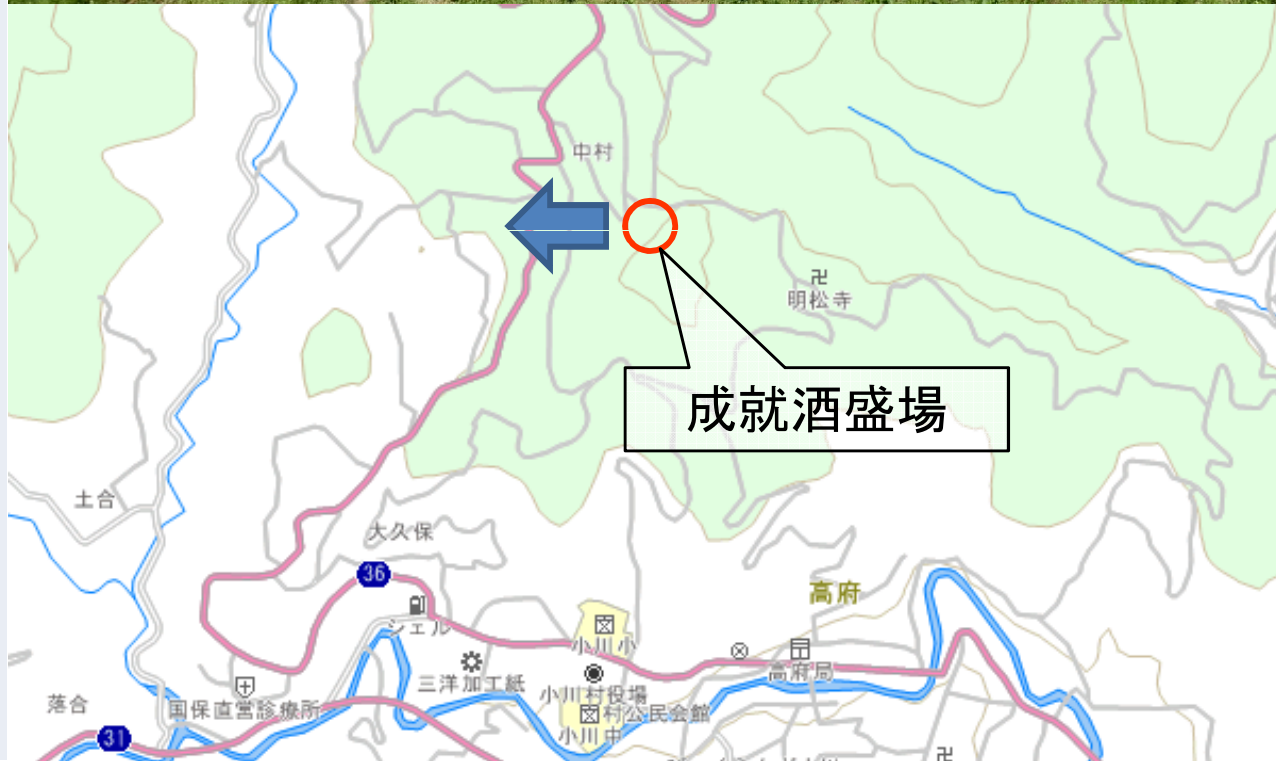 中村
明松寺
成就酒盛場
土合
大久保
36
高府
シェル
小川小
高府局
三洋加工紙
小川村役場
落合
国保直営診療所
村公民会館
31
小川中